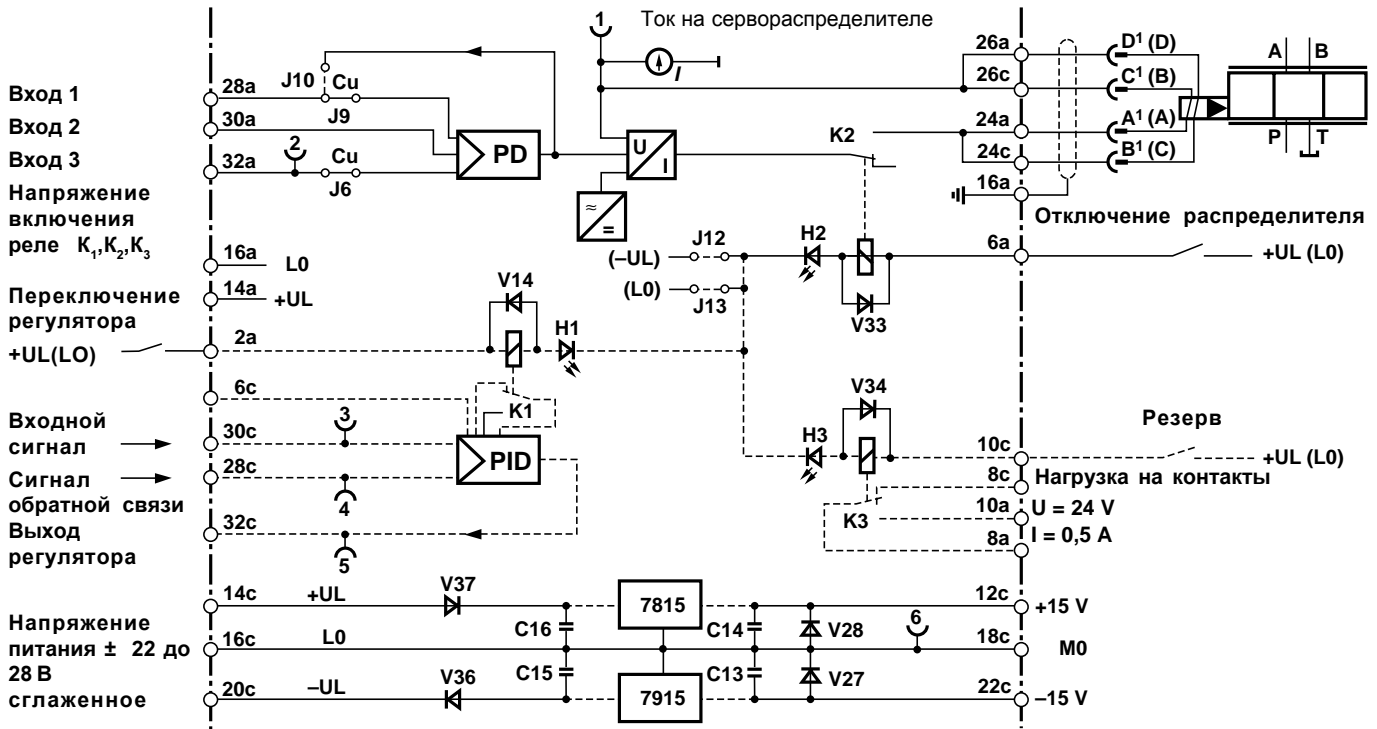 1 Ток на сервораспределителе
26a
D¹ (D)
A B
J10 Cu
28a
I
26c
C¹ (B)
Вход 1
J9
Вход 2
30a
24a
A¹ (A)
K2
Вход 3
32a
2
Cu
PD
U
I
24c
B¹ (C)
P T
J6
16a
Напряжение
включения
реле K₁,K₂,K₃
≈
=
Отключение распределителя
16a
L0
(–UL)
J12
H2
6a
+UL (L0)
Переключение
регулятора
14a
+UL
V14
(L0)
J13
V33
+UL(LO)
2a
H1
6c
K1
V34
Резерв
Входной
сигнал
30c
3
H3
10c
+UL (L0)
28c
PID
8c
Нагрузка на контакты
Сигнал
обратной связи
4
K3
10a
U = 24 V
Выход
регулятора
32c
5
8a
I = 0,5 A
14c
+UL
V37
7815
12c
+15 V
Напряжение
питания ± 22 до
28 В
сглаженное
C16
C14
V28
6
16c
L0
18c
M0
C15
C13
V27
20c
–UL
V36
7915
22c
–15 V